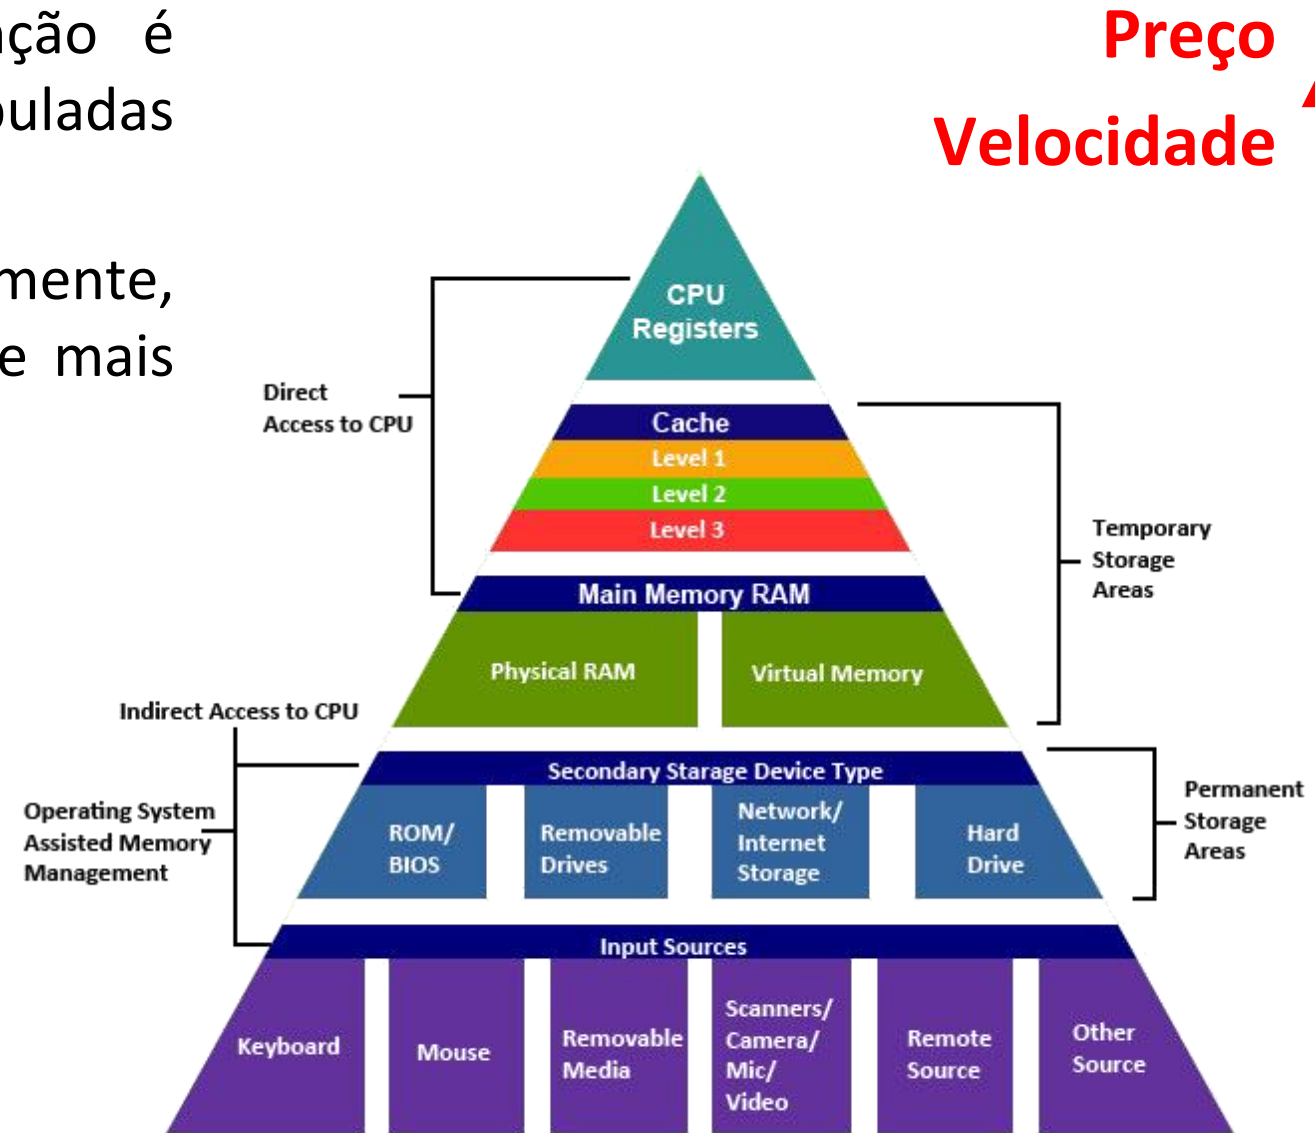 ação é
puladas
mente,
e mais
Preço
Velocidade
CPU
Registers
Direct
Access to CPU
Cache
Level 1
Level 2
Level 3
Temporary
Storage
Areas
Main Memory RAM
Physical RAM
Virtual Memory
Indirect Access to CPU
Secondary Starage Device Type
Operating System
Assisted Memory
Management
ROM/
BIOS
Removable
Drives
Network/
Internet
Storage
Hard
Drive
Permanent
Storage
Areas
Input Sources
Keyboard
Mouse
Removable
Media
Scanners/
Camera/
Mic/
Video
Remote
Source
Other
Source